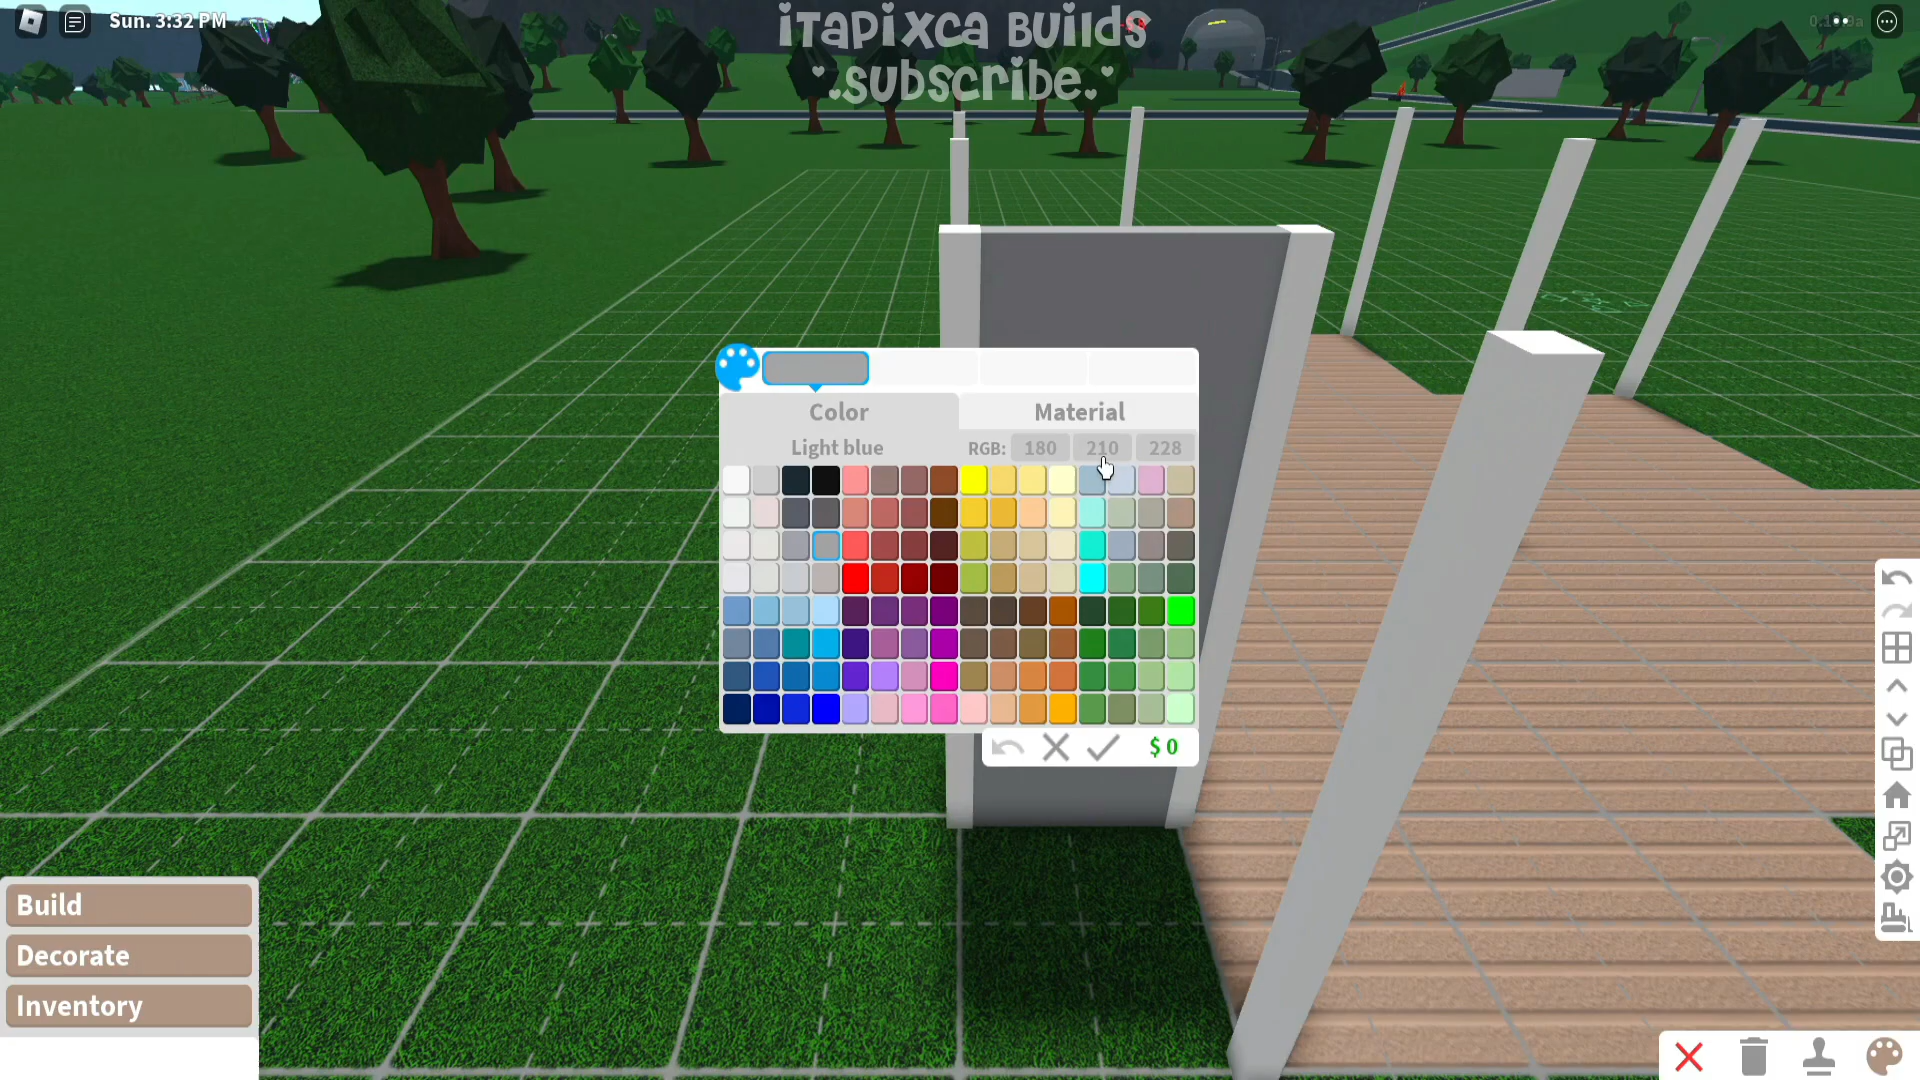 Sun. 3:32 PM
iTapixca Builds
subscribe.
Color
Material
Light blue
RGB: 180 210 228
$ 0
Build
Decorate
Inventory